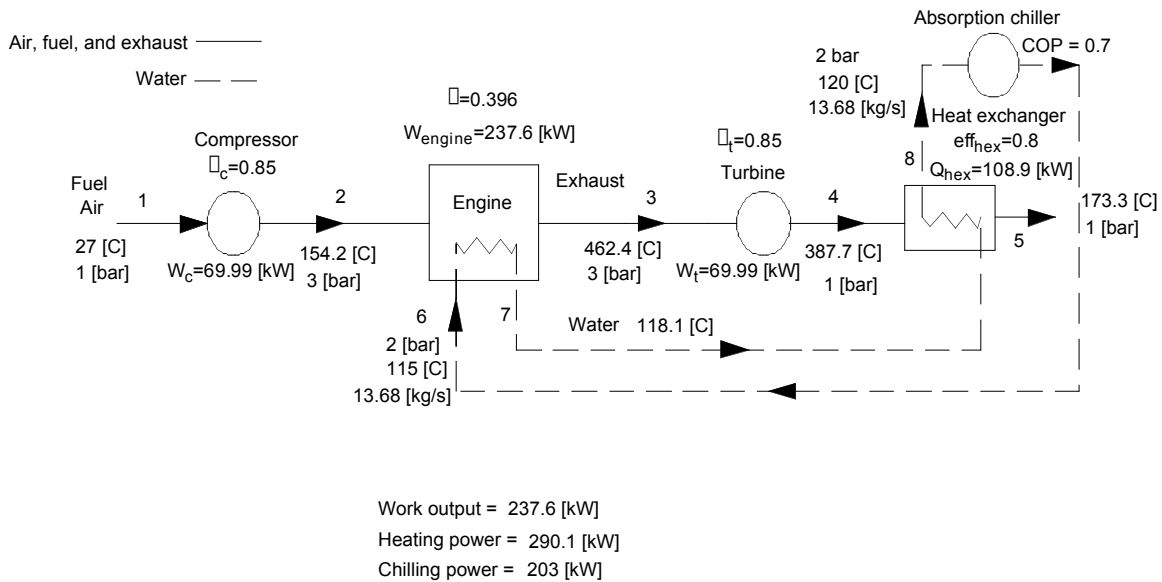 Absorption chiller
COP = 0.7
Air, fuel, and exhaust
Water
2 bar
120 [C]
13.68 [kg/s]
Heat exchanger
eff_hex=0.8
Q_hex=108.9 [kW]
□=0.396
W_engine=237.6 [kW]
Compressor
□_c=0.85
□_t=0.85
Turbine
Fuel
Air
1
2
Engine
Exhaust
3
4
8
5
27 [C]
1 [bar]
W_c=69.99 [kW]
154.2 [C]
3 [bar]
462.4 [C]
3 [bar]
W_t=69.99 [kW]
387.7 [C]
1 [bar]
173.3 [C]
1 [bar]
6
7
Water 118.1 [C]
2 [bar]
115 [C]
13.68 [kg/s]
Work output = 237.6 [kW]
Heating power = 290.1 [kW]
Chilling power = 203 [kW]